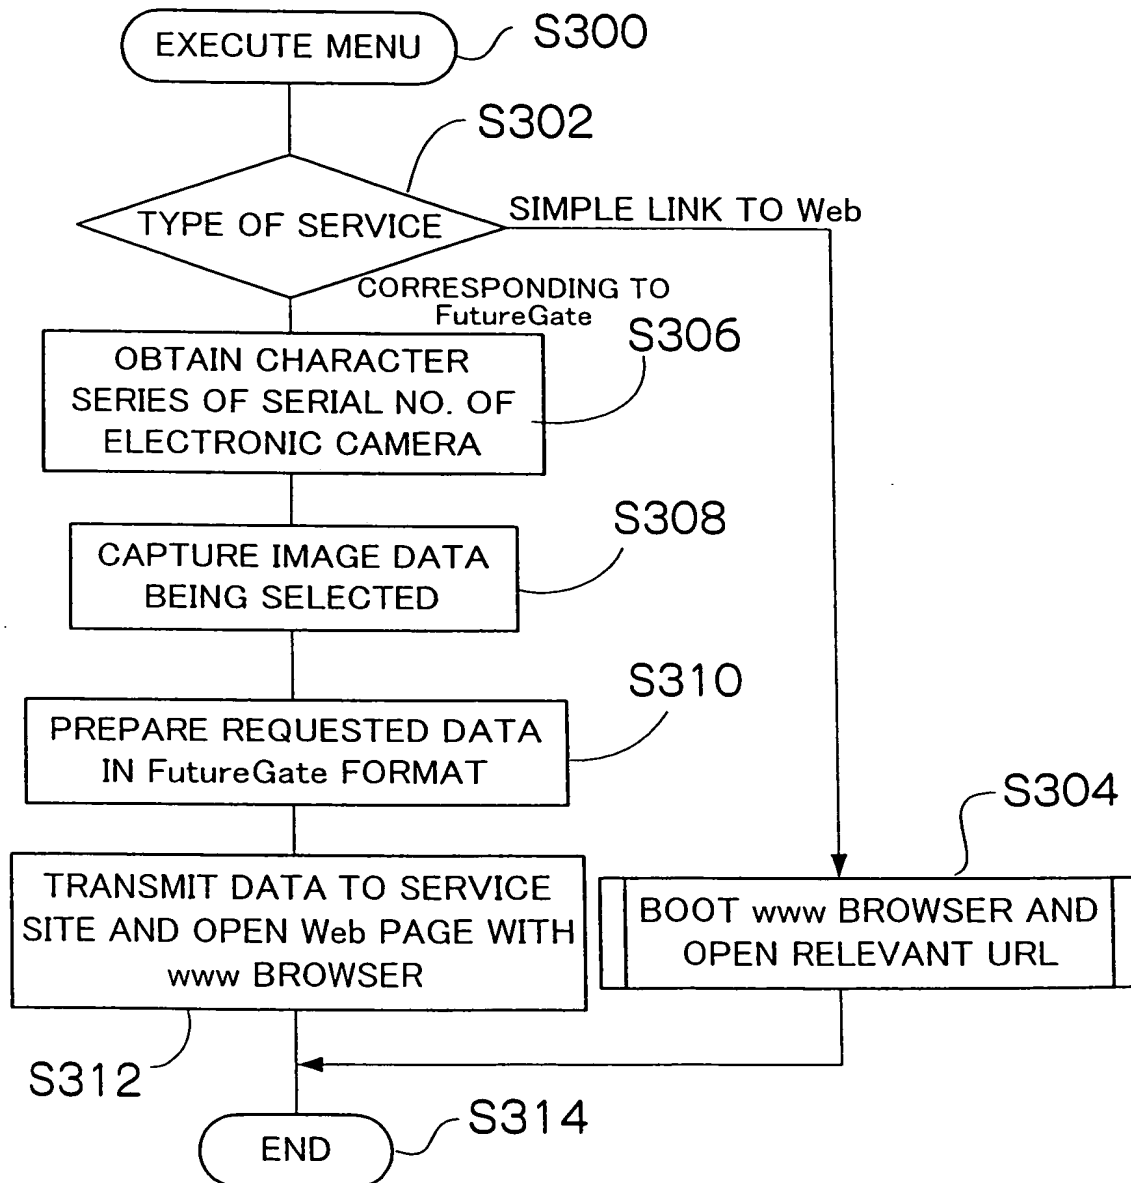 EXECUTE MENU
S300
S302
TYPE OF SERVICE
SIMPLE LINK TO Web
CORRESPONDING TO
FutureGate
S306
OBTAIN CHARACTER
SERIES OF SERIAL NO. OF
ELECTRONIC CAMERA
S308
CAPTURE IMAGE DATA
BEING SELECTED
S310
PREPARE REQUESTED DATA
IN FutureGate FORMAT
S304
TRANSMIT DATA TO SERVICE
SITE AND OPEN Web PAGE WITH
www BROWSER
BOOT www BROWSER AND
OPEN RELEVANT URL
S312
S314
END